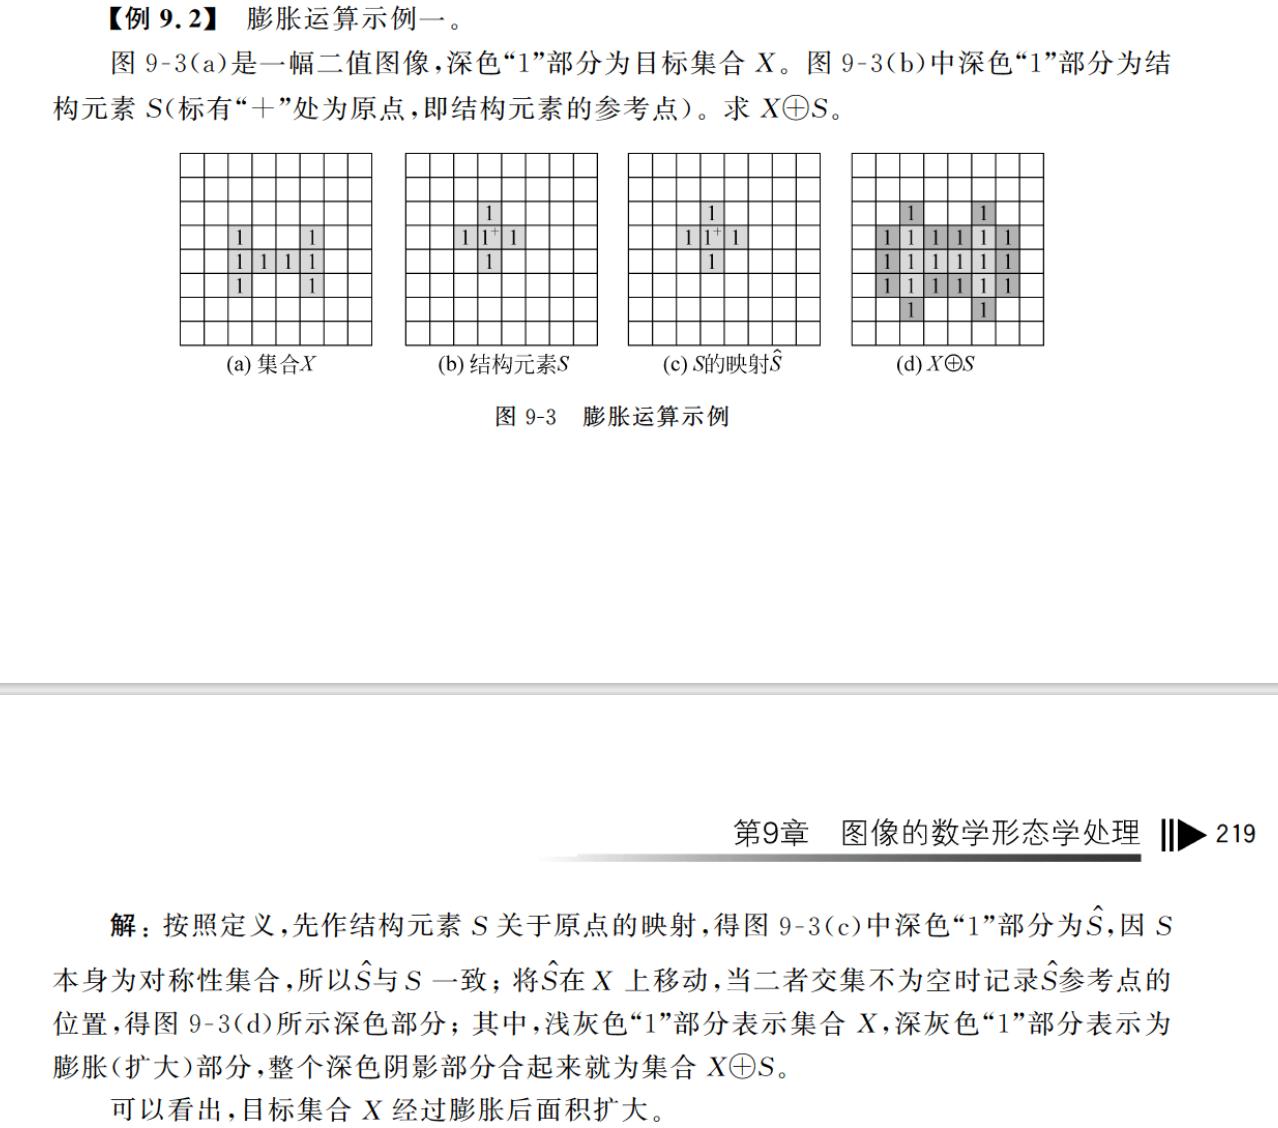 【例 9.2】 膨胀运算示例一。
图 9-3(a)是一幅二值图像,深色“1”部分为目标集合 X。图 9-3(b)中深色“1”部分为结
构元素 S(标有“＋”处为原点,即结构元素的参考点)。求 X⊕S。
1 1
1 1 1 1
1 1
1
1 1+ 1
1
1
1 1+ 1
1
1 1
1 1 1 1 1 1
1 1 1 1 1 1
1 1 1 1 1 1
1 1
(a) 集合X
(b) 结构元素S
(c) S的映射Ŝ
(d) X⊕S
图 9-3 膨胀运算示例
第9章 图像的数学形态学处理 219
解：按照定义,先作结构元素 S 关于原点的映射,得图 9-3(c)中深色“1”部分为Ŝ,因 S
本身为对称性集合,所以Ŝ与 S 一致；将Ŝ在 X 上移动,当二者交集不为空时记录Ŝ参考点的
位置,得图 9-3(d)所示深色部分；其中,浅灰色“1”部分表示集合 X,深灰色“1”部分表示为
膨胀(扩大)部分,整个深色阴影部分合起来就为集合 X⊕S。
可以看出,目标集合 X 经过膨胀后面积扩大。